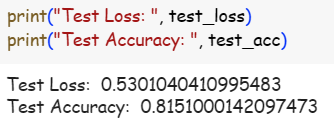 print("Test Loss: ", test_loss)
print("Test Accuracy: ", test_acc)
Test Loss:  0.5301040410995483
Test Accuracy:  0.8151000142097473